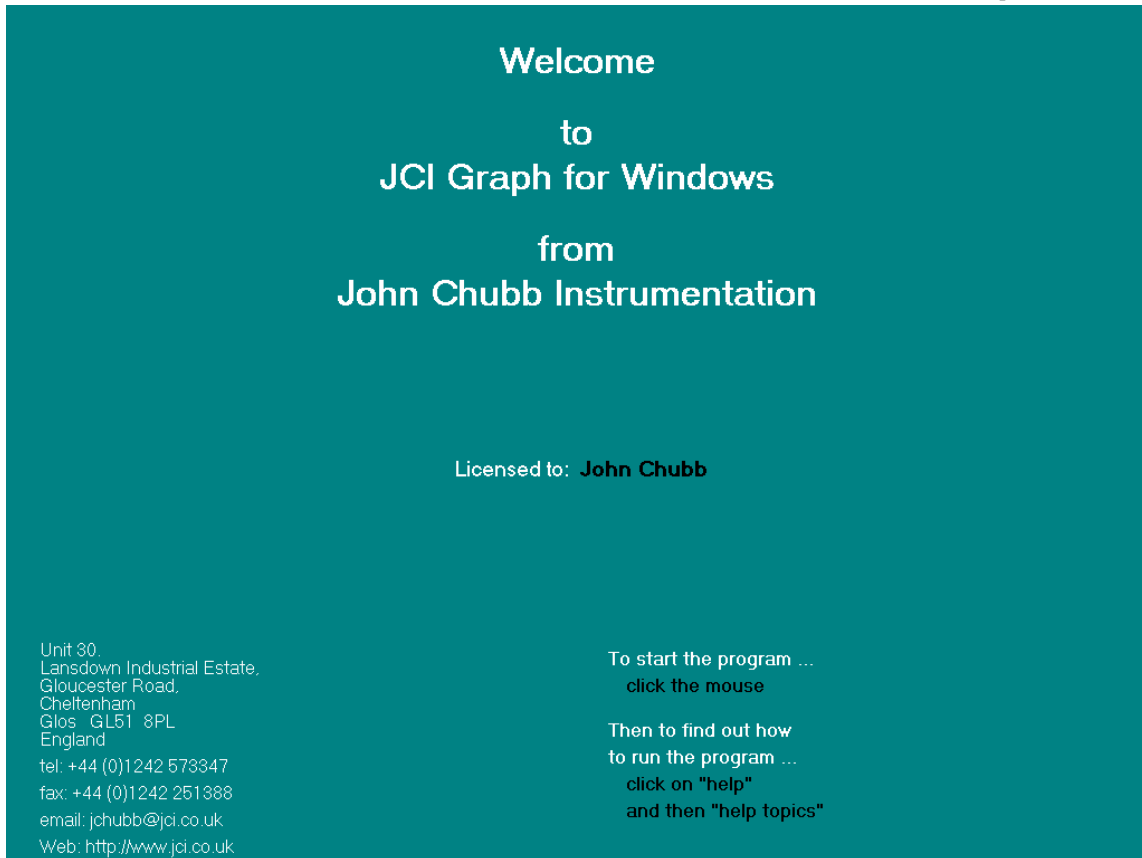 Welcome
to
JCI Graph for Windows
from
John Chubb Instrumentation
Licensed to: John Chubb
Unit 30.
Lansdown Industrial Estate,
Gloucester Road,
Cheltenham
Glos GL51 8PL
England
tel: +44 (0)1242 573347
fax: +44 (0)1242 251388
email: jchubb@jci.co.uk
Web: http://www.jci.co.uk
To start the program ...
click the mouse
Then to find out how
to run the program ...
click on "help"
and then "help topics"